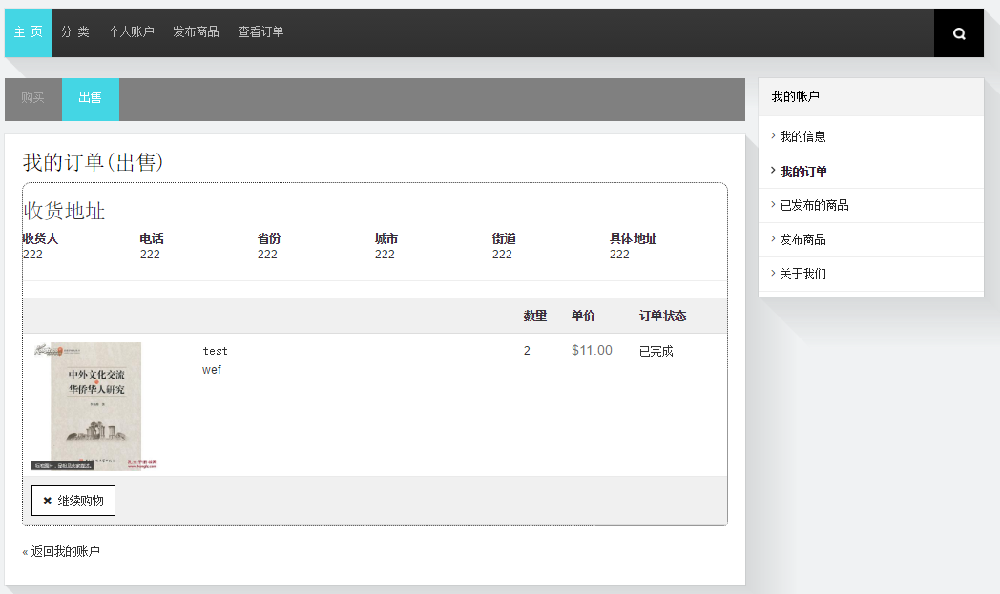 主 页 分 类 个人账户 发布商品 查看订单
购买 出售
我的订单(出售)
收货地址
收货人 电话 省份 城市 街道 具体地址
222 222 222 222 222 222
数量 单价 订单状态
test 2 $11.00 已完成
wef
中外文化交流
华侨华人研究
✖ 继续购物
« 返回我的账户
我的帐户
› 我的信息
› 我的订单
› 已发布的商品
› 发布商品
› 关于我们